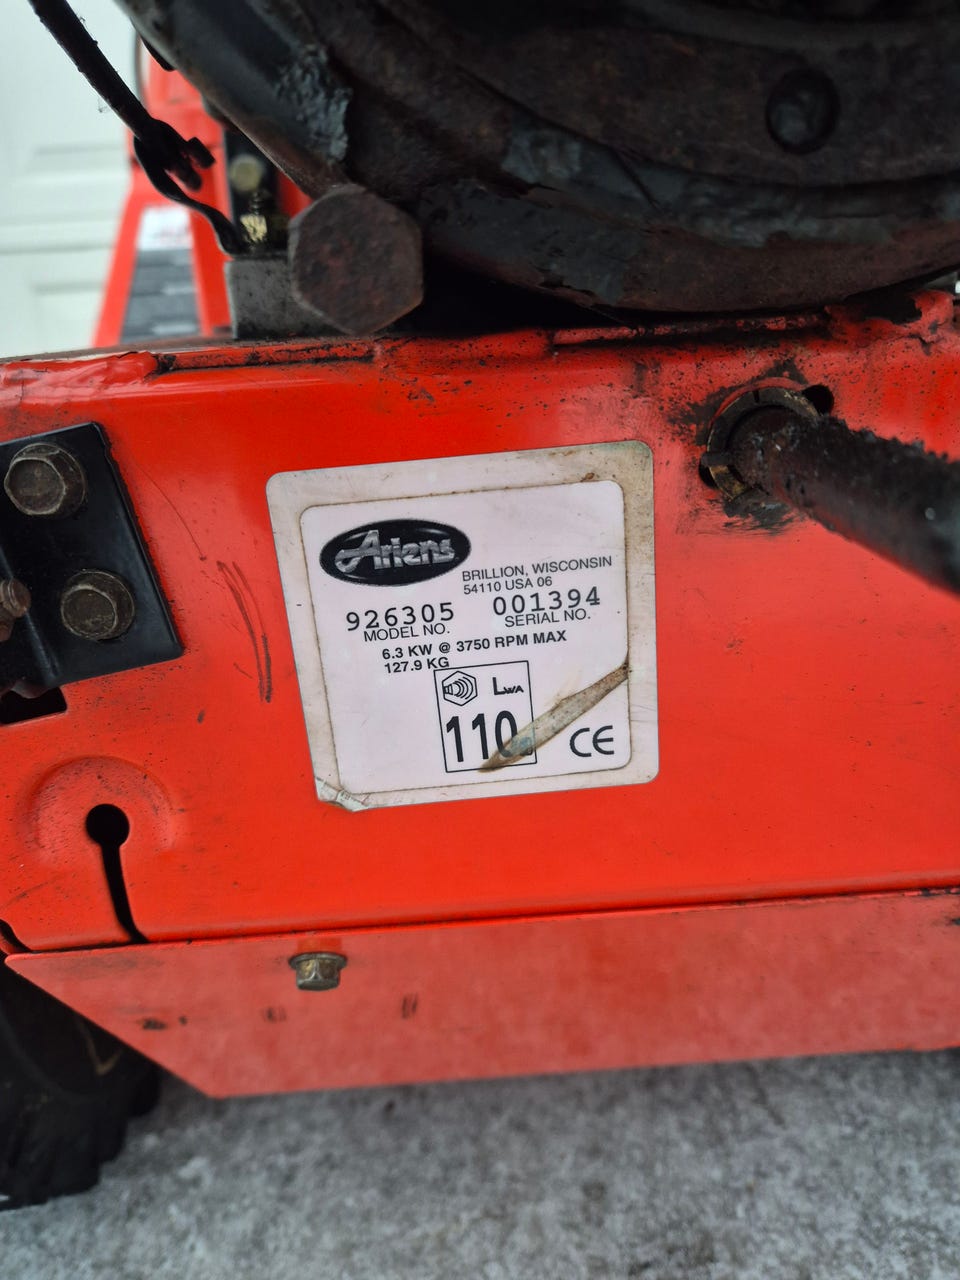 Ariens
BRILLION, WISCONSIN
54110 USA 06
926305 001394
MODEL NO. SERIAL NO.
6.3 KW @ 3750 RPM MAX
127.9 KG
LWA
110
CE